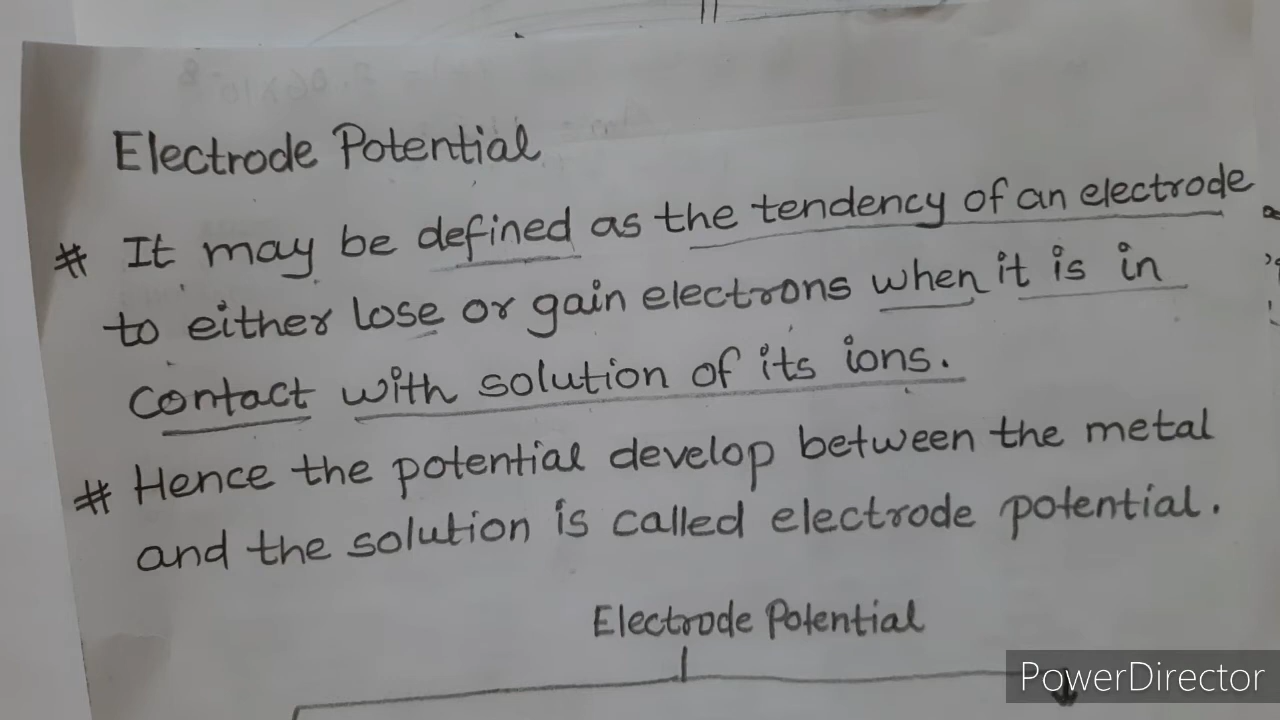 Electrode Potential
# It may be defined as the tendency of an electrode
to either lose or gain electrons when it is in
contact with solution of its ions.
# Hence the potential develop between the metal
and the solution is called electrode potential.
Electrode Potential
PowerDirector